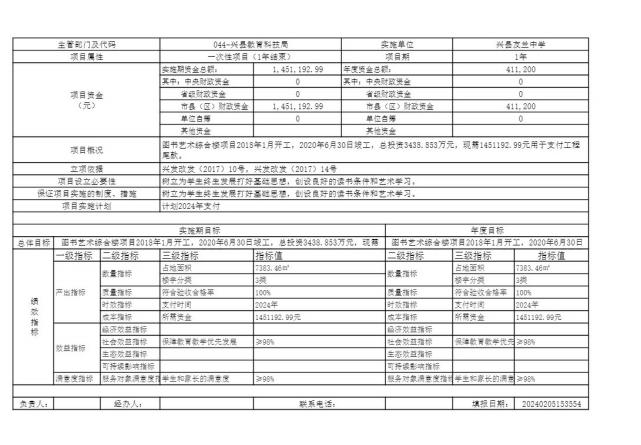 主管部门及代码 044-兴县教育科技局 实施单位 兴县友兰中学
项目属性 一次性项目（1年结束） 项目期 1年
项目资金（元） 实施期资金总额： 1,451,192.99 年度资金总额： 411,200
其中：中央财政资金 0 其中：中央财政资金 0
省级财政资金 0 省级财政资金 0
市县（区）财政资金 1,451,192.99 市县（区）财政资金 411,200
单位自筹 0 单位自筹 0
其他资金 其他资金
项目概况 图书艺术综合楼项目2018年1月开工，2020年6月30日竣工，总投资3438.853万元，现需1451192.99元用于支付工程
尾款。
立项依据 兴发改发（2017）10号，兴发改发（2017）14号
项目设立必要性 树立为学生终生发展打好基础思想，创设良好的读书条件和艺术学习。
保证项目实施的制度、措施 树立为学生终生发展打好基础思想，创设良好的读书条件和艺术学习。
项目实施计划 计划2024年支付
实施期目标 年度目标
总体目标 图书艺术综合楼项目2018年1月开工，2020年6月30日竣工，总投资3438.853万元，现需 图书艺术综合楼项目2018年1月开工，2020年6月30日
绩效指标 一级指标 二级指标 三级指标 指标值 二级指标 三级指标 指标值
产出指标 数量指标 占地面积 7383.46㎡ 数量指标 占地面积 7383.46㎡
楼宇分类 3类 楼宇分类 3类
质量指标 符合验收合格率 100% 质量指标 符合验收合格率 100%
时效指标 支付时间 2024年 时效指标 支付时间 2024年
成本指标 所需资金 1451192.99元 成本指标 所需资金 1451192.99元
效益指标 经济效益指标 经济效益指标
社会效益指标 保障教育教学优先发展 ≥98% 社会效益指标 保障教育教学优先 ≥98%
生态效益指标 生态效益指标
可持续影响指标 可持续影响指标
满意度指标 服务对象满意度指 学生和家长的满意度 ≥98% 服务对象满意度指 学生和家长的满意 ≥98%
负责人： 经办人： 联系电话： 填报日期： 20240205153554